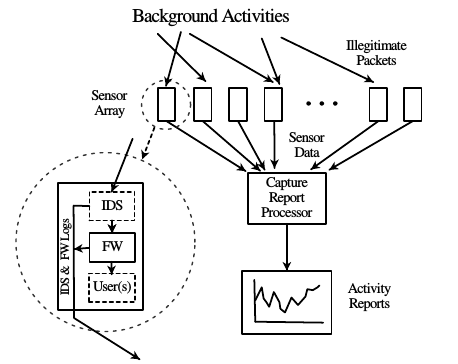 Background Activities
Illegitimate
Packets
Sensor
Array
Sensor
Data
Capture
Report
Processor
IDS
FW
User(s)
IDS & FW Logs
Activity
Reports